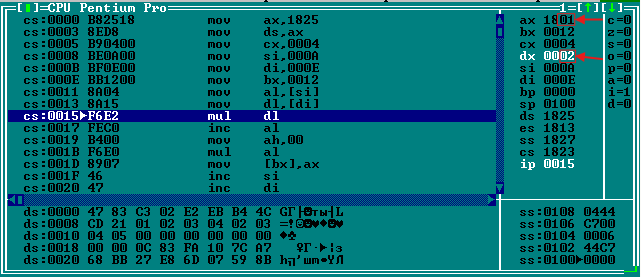 [■]=CPU Pentium Pro 1=[↑][↓]
cs:0000 B82518 mov ax,1825
cs:0003 8ED8 mov ds,ax
cs:0005 B90400 mov cx,0004
cs:0008 BE0A00 mov si,000A
cs:000B BF0E00 mov di,000E
cs:000E BB1200 mov bx,0012
cs:0011 8A04 mov al,[si]
cs:0013 8A15 mov dl,[di]
cs:0015►F6E2 mul dl
cs:0017 FEC0 inc al
cs:0019 B400 mov ah,00
cs:001B F6E0 mul al
cs:001D 8907 mov [bx],ax
cs:001F 46 inc si
cs:0020 47 inc di
ax 1801 c=0
bx 0012 z=0
cx 0004 s=0
dx 0002 o=0
si 000A p=0
di 000E a=0
bp 0000 i=1
sp 0100 d=0
ds 1825
es 1813
ss 1827
cs 1823
ip 0015
ds:0000 47 83 C3 02 E2 EB B4 4C GГ├☻ты┤L
ds:0008 CD 21 01 02 03 04 02 03 =!☺☻♥♦☻♥
ds:0010 04 05 00 00 00 00 00 00 ♦♣
ds:0018 00 00 0C 83 FA 10 7C A7 ♀Г·►|з
ds:0020 68 BB 27 E8 6D 07 59 8B h╗'шm•YЛ
ss:0108 0444
ss:0106 C700
ss:0104 0006
ss:0102 44C7
ss:0100►0000